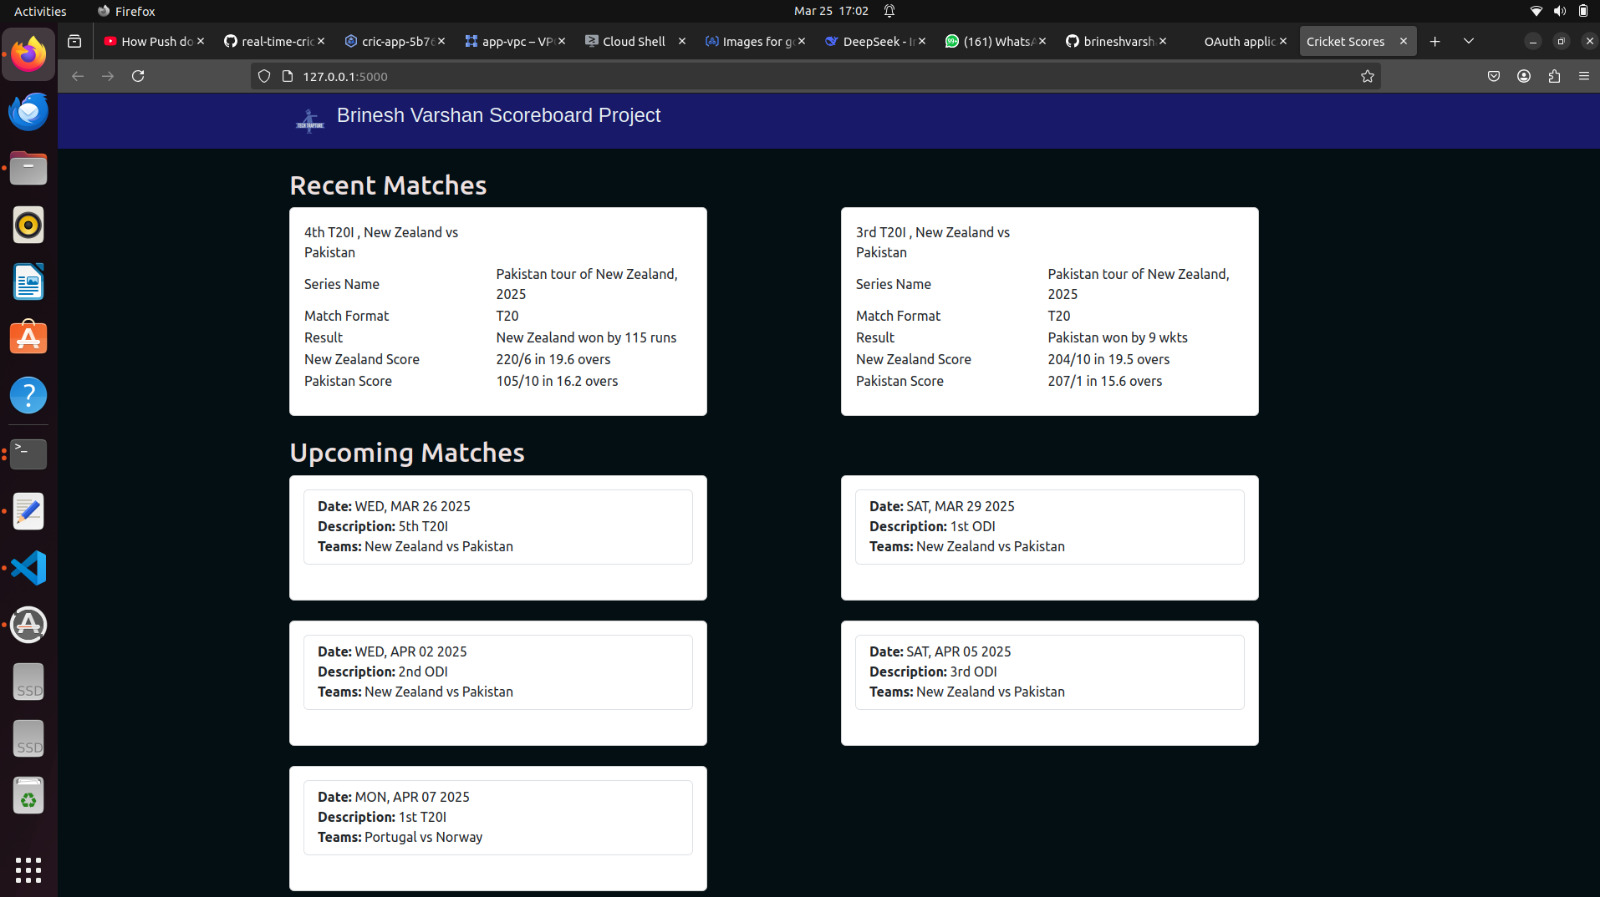 Activities
Firefox
Mar 25 17:02
How Push do
real-time-cric
cric-app-5b76
app-vpc – VP
Cloud Shell
Images for go
DeepSeek - I
(161) WhatsA
brineshvarsh
OAuth applic
Cricket Scores
127.0.0.1:5000
Brinesh Varshan Scoreboard Project
Recent Matches
4th T20I , New Zealand vs
Pakistan
Series Name
Pakistan tour of New Zealand,
2025
Match Format
T20
Result
New Zealand won by 115 runs
New Zealand Score
220/6 in 19.6 overs
Pakistan Score
105/10 in 16.2 overs
3rd T20I , New Zealand vs
Pakistan
Series Name
Pakistan tour of New Zealand,
2025
Match Format
T20
Result
Pakistan won by 9 wkts
New Zealand Score
204/10 in 19.5 overs
Pakistan Score
207/1 in 15.6 overs
Upcoming Matches
Date: WED, MAR 26 2025
Description: 5th T20I
Teams: New Zealand vs Pakistan
Date: SAT, MAR 29 2025
Description: 1st ODI
Teams: New Zealand vs Pakistan
Date: WED, APR 02 2025
Description: 2nd ODI
Teams: New Zealand vs Pakistan
Date: SAT, APR 05 2025
Description: 3rd ODI
Teams: New Zealand vs Pakistan
Date: MON, APR 07 2025
Description: 1st T20I
Teams: Portugal vs Norway
SSD
SSD